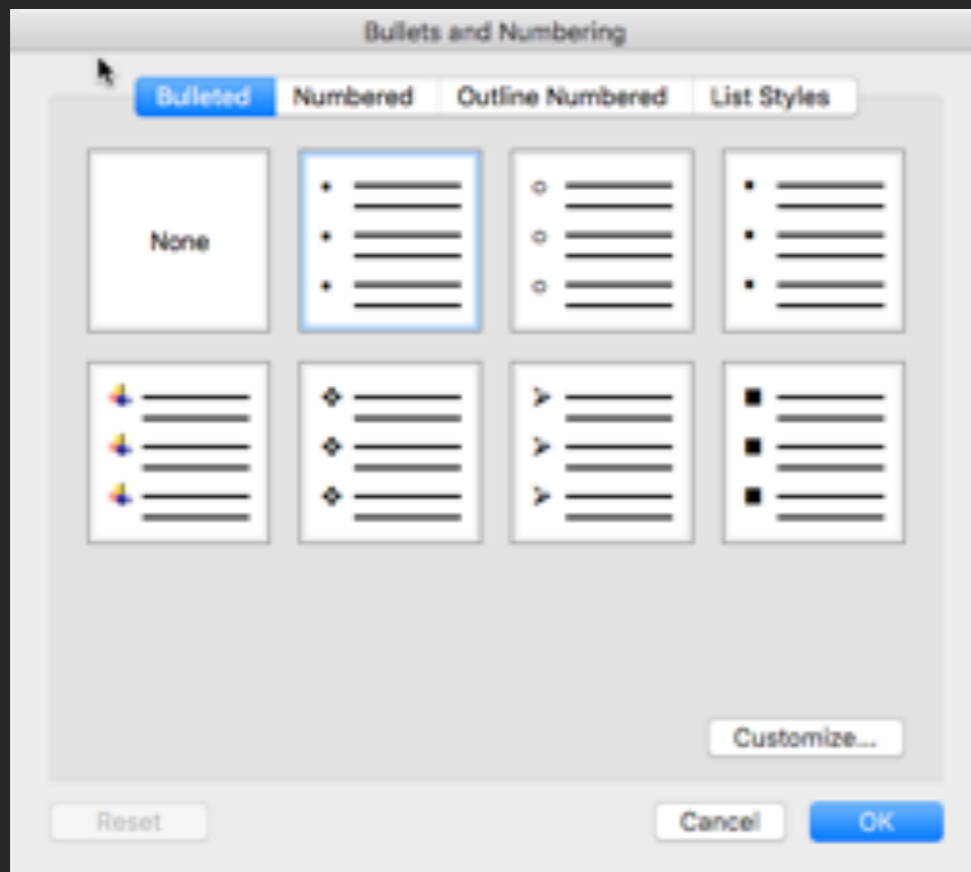 Bullets and Numbering
Bulleted Numbered Outline Numbered List Styles
None
Customize...
Reset Cancel OK